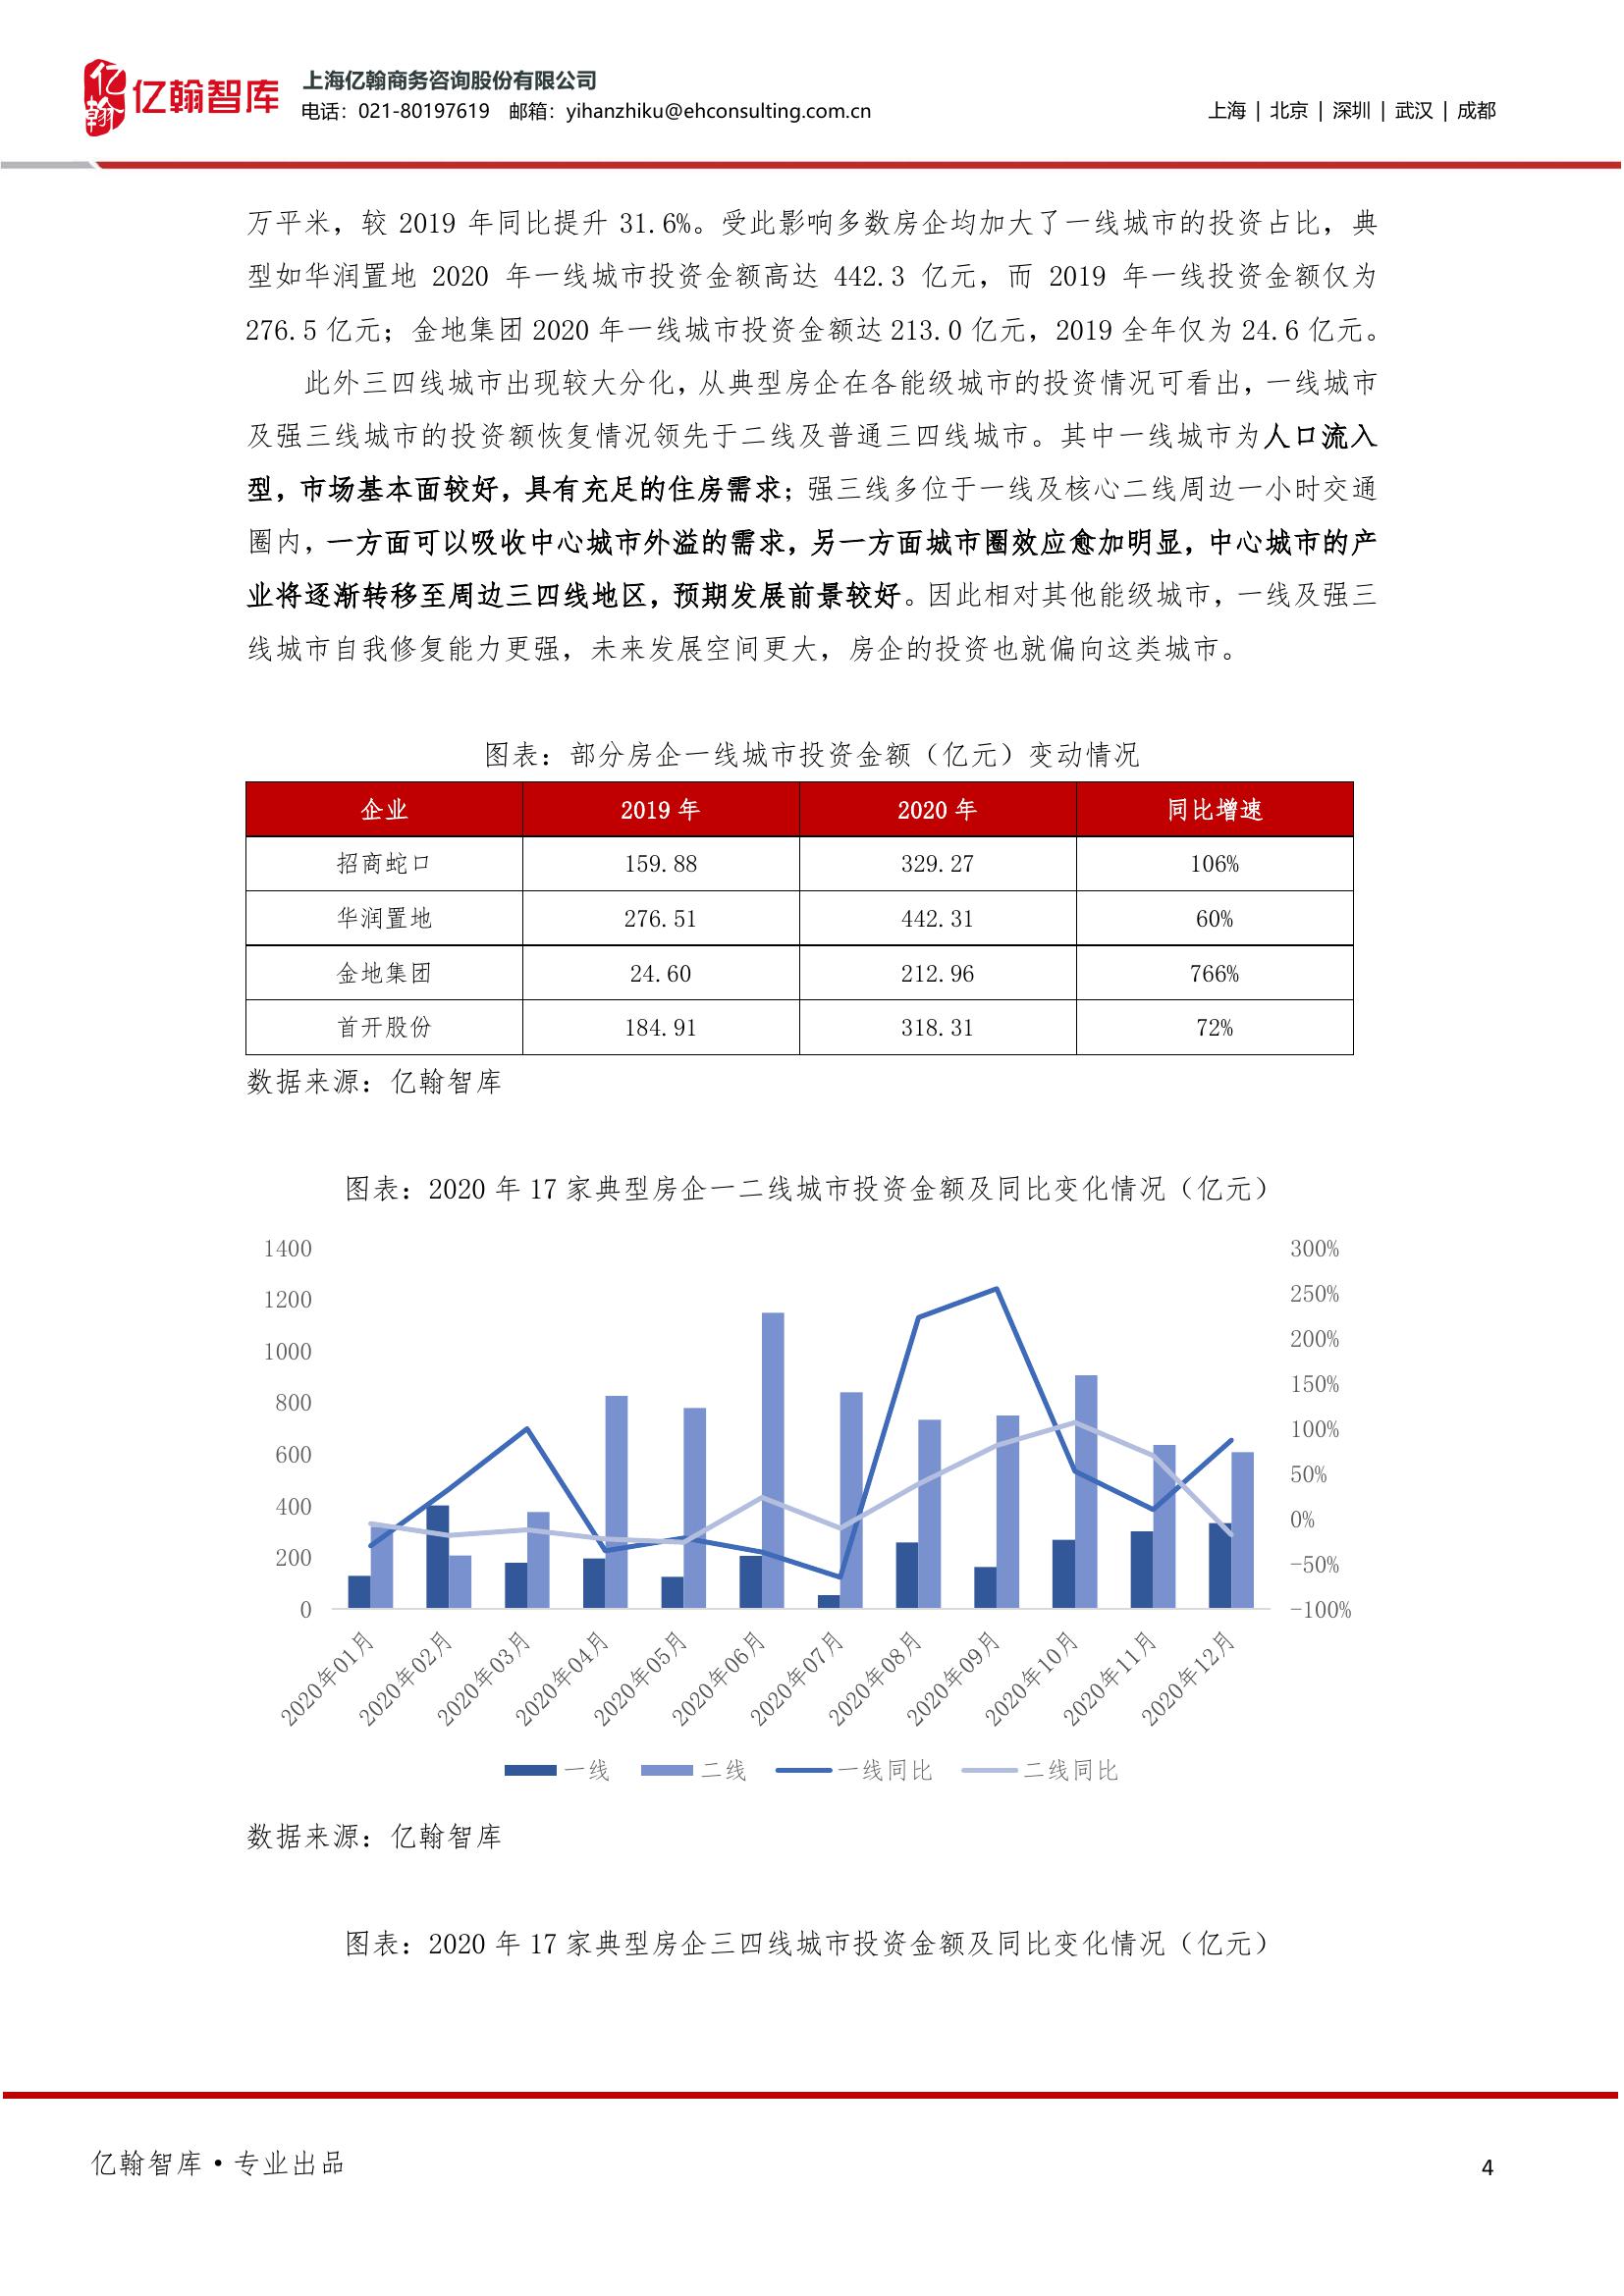 亿翰
亿翰智库
上海亿翰商务咨询股份有限公司
电话：021-80197619 邮箱：yihanzhiku@ehconsulting.com.cn
上海 | 北京 | 深圳 | 武汉 | 成都
万平米，较 2019 年同比提升 31.6%。受此影响多数房企均加大了一线城市的投资占比，典
型如华润置地 2020 年一线城市投资金额高达 442.3 亿元，而 2019 年一线投资金额仅为
276.5 亿元；金地集团 2020 年一线城市投资金额达 213.0 亿元，2019 全年仅为 24.6 亿元。
此外三四线城市出现较大分化，从典型房企在各能级城市的投资情况可看出，一线城市
及强三线城市的投资额恢复情况领先于二线及普通三四线城市。其中一线城市为人口流入
型，市场基本面较好，具有充足的住房需求；强三线多位于一线及核心二线周边一小时交通
圈内，一方面可以吸收中心城市外溢的需求，另一方面城市圈效应愈加明显，中心城市的产
业将逐渐转移至周边三四线地区，预期发展前景较好。因此相对其他能级城市，一线及强三
线城市自我修复能力更强，未来发展空间更大，房企的投资也就偏向这类城市。
图表：部分房企一线城市投资金额（亿元）变动情况
企业 2019 年 2020 年 同比增速
招商蛇口 159.88 329.27 106%
华润置地 276.51 442.31 60%
金地集团 24.60 212.96 766%
首开股份 184.91 318.31 72%
数据来源：亿翰智库
图表：2020 年 17 家典型房企一二线城市投资金额及同比变化情况（亿元）
1400 300%
1200 250%
1000 200%
800 150%
600 100%
400 50%
200 0%
0 -50%
-100%
2020年01月 2020年02月 2020年03月 2020年04月 2020年05月 2020年06月 2020年07月 2020年08月 2020年09月 2020年10月 2020年11月 2020年12月
一线 二线 一线同比 二线同比
数据来源：亿翰智库
图表：2020 年 17 家典型房企三四线城市投资金额及同比变化情况（亿元）
亿翰智库·专业出品
4